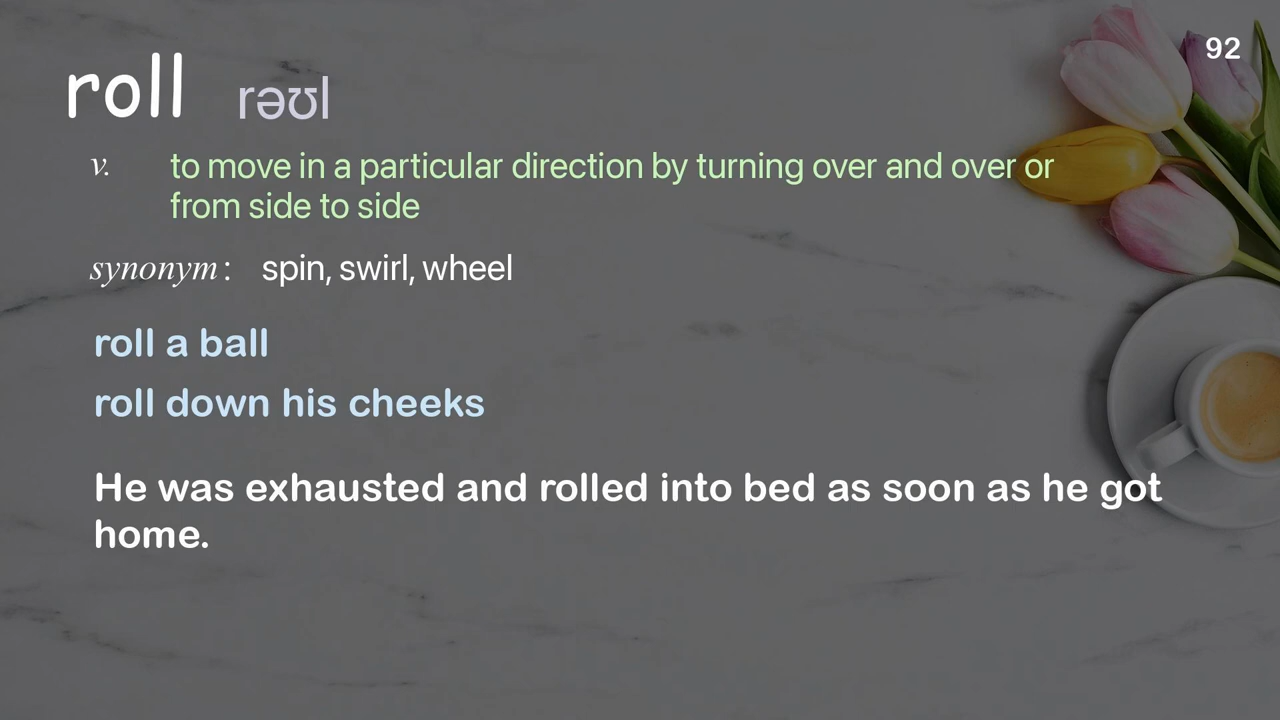 92
roll rəʊl
v. to move in a particular direction by turning over and over or
from side to side
synonym: spin, swirl, wheel
roll a ball
roll down his cheeks
He was exhausted and rolled into bed as soon as he got
home.